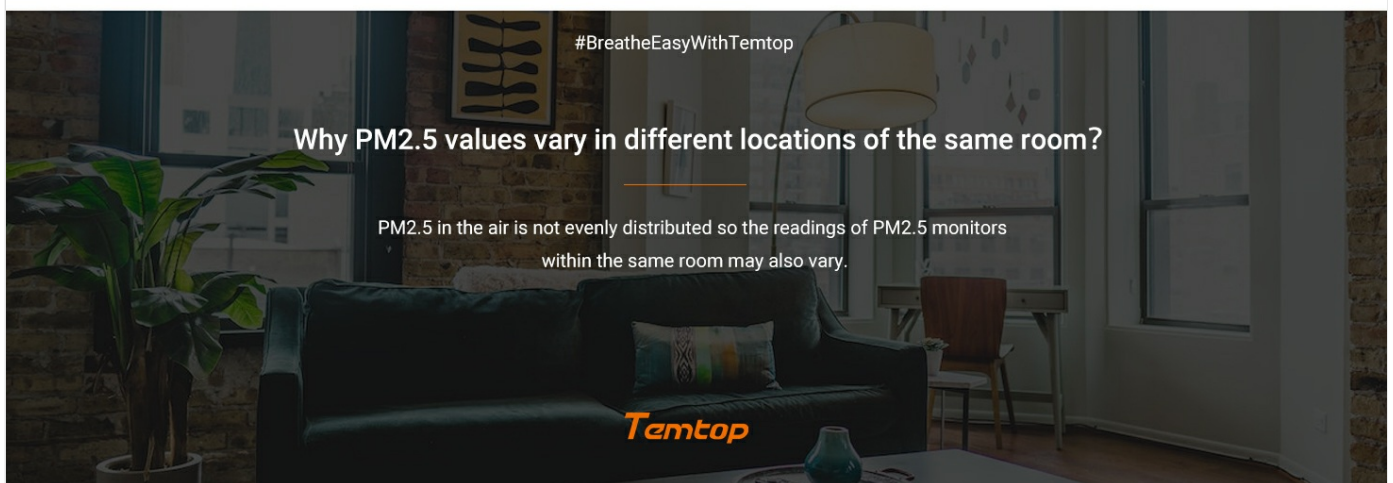 #BreatheEasyWithTemtop
Why PM2.5 values vary in different locations of the same room?
PM2.5 in the air is not evenly distributed so the readings of PM2.5 monitors
within the same room may also vary.
Temtop